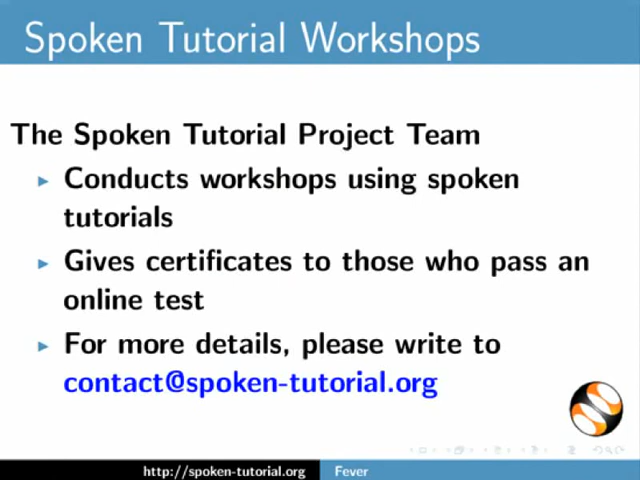 Spoken Tutorial Workshops
The Spoken Tutorial Project Team
Conducts workshops using spoken
tutorials
Gives certificates to those who pass an
online test
For more details, please write to
contact@spoken-tutorial.org
http://spoken-tutorial.org Fever